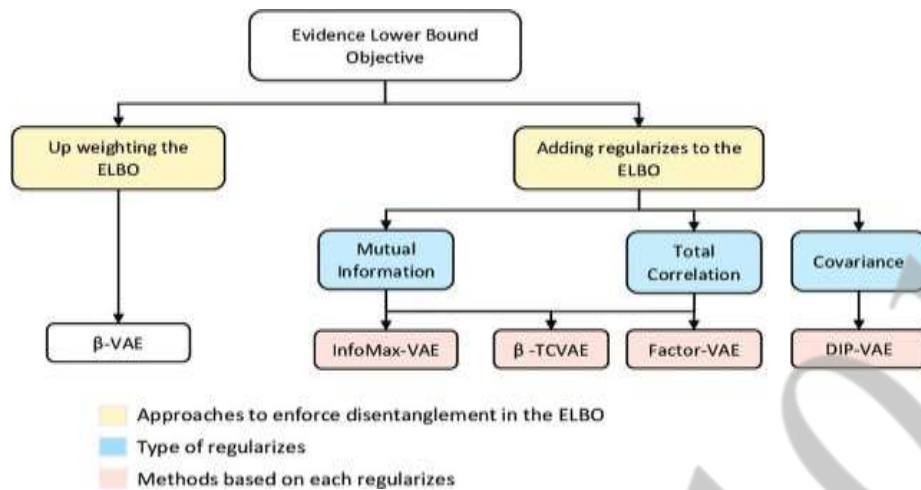 Evidence Lower Bound
Objective
Up weighting the
ELBO
Adding regularizes to the
ELBO
Mutual
Information
Total
Correlation
Covariance
β-VAE
InfoMax-VAE
β -TCVAE
Factor-VAE
DIP-VAE
Approaches to enforce disentanglement in the ELBO
Type of regularizes
Methods based on each regularizes